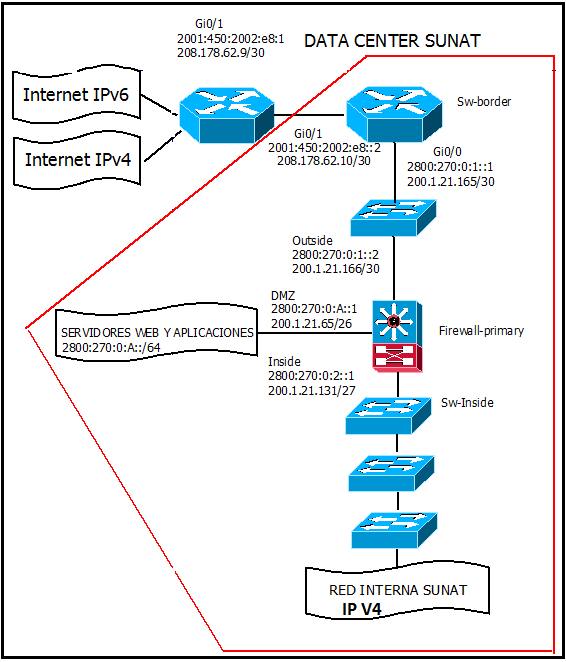 Gi0/1
2001:450:2002:e8:1
208.178.62.9/30
DATA CENTER SUNAT
Internet IPv6
Internet IPv4
Sw-border
Gi0/1
2001:450:2002:e8::2
208.178.62.10/30
Gi0/0
2800:270:0:1::1
200.1.21.165/30
Outside
2800:270:0:1::2
200.1.21.166/30
DMZ
2800:270:0:A::1
200.1.21.65/26
SERVIDORES WEB Y APLICACIONES
2800:270:0:A::/64
Firewall-primary
Inside
2800:270:0:2::1
200.1.21.131/27
Sw-Inside
RED INTERNA SUNAT
IP V4